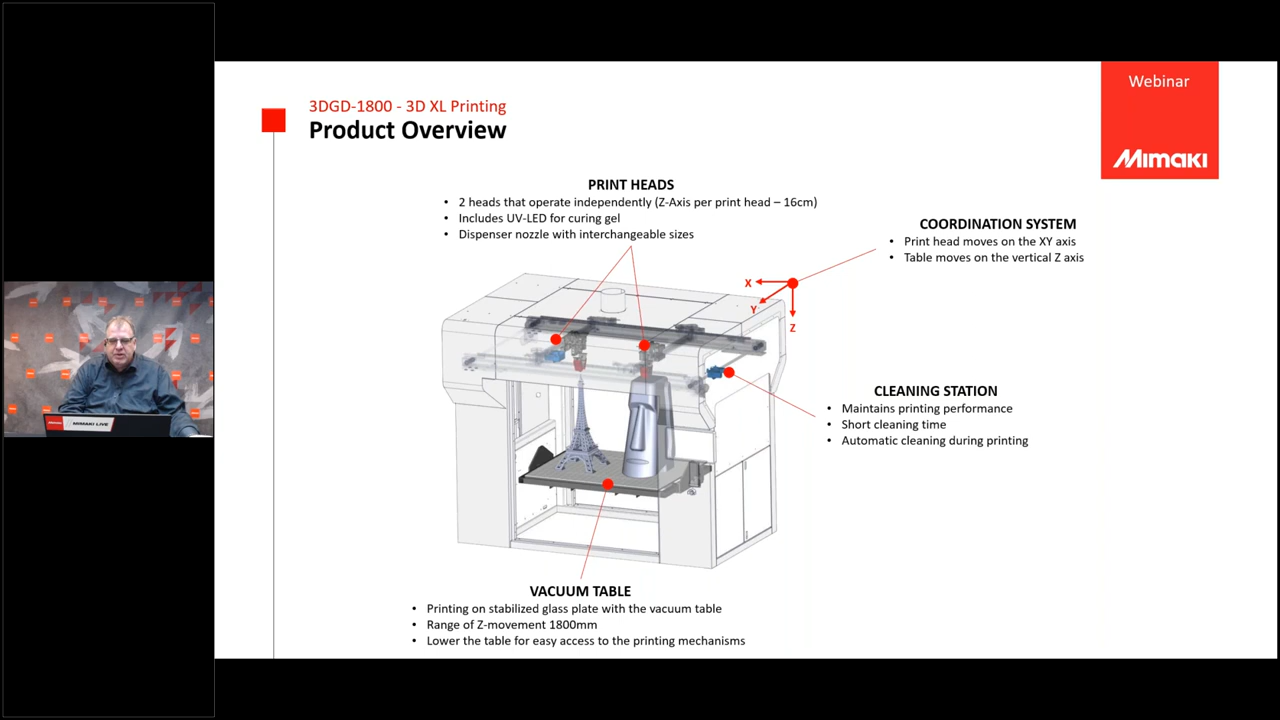 Webinar
Mimaki
3DGD-1800 - 3D XL Printing
Product Overview
PRINT HEADS
• 2 heads that operate independently (Z-Axis per print head – 16cm)
• Includes UV-LED for curing gel
• Dispenser nozzle with interchangeable sizes
COORDINATION SYSTEM
• Print head moves on the XY axis
• Table moves on the vertical Z axis
X
Y
Z
CLEANING STATION
• Maintains printing performance
• Short cleaning time
• Automatic cleaning during printing
MIMAKI LIVE
VACUUM TABLE
• Printing on stabilized glass plate with the vacuum table
• Range of Z-movement 1800mm
• Lower the table for easy access to the printing mechanisms